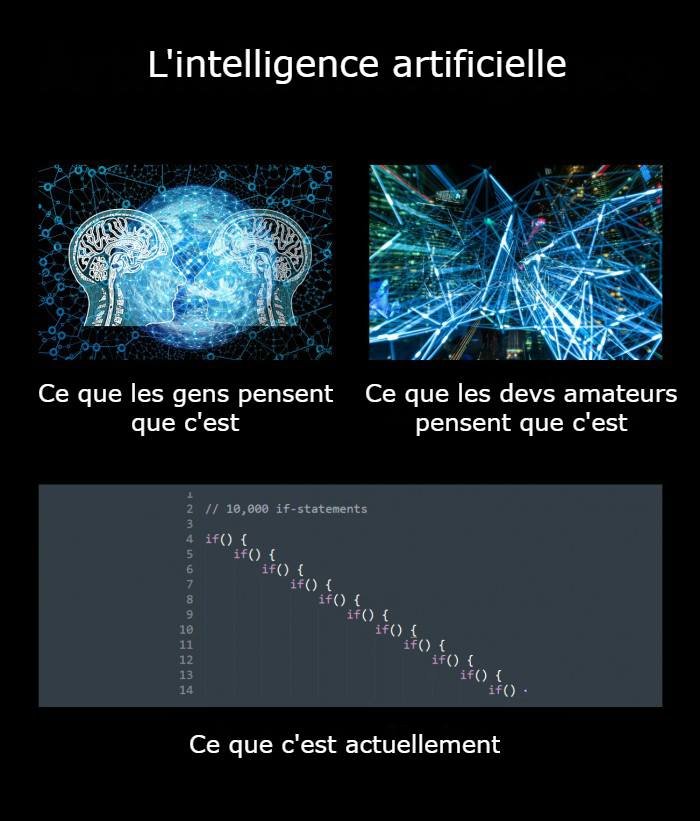 L'intelligence artificielle
Ce que les gens pensent
que c'est
Ce que les devs amateurs
pensent que c'est
1
2 // 10,000 if-statements
3
4 if() {
5 if() {
6 if() {
7 if() {
8 if() {
9 if() {
10 if() {
11 if() {
12 if() {
13 if() {
14 if()
Ce que c'est actuellement